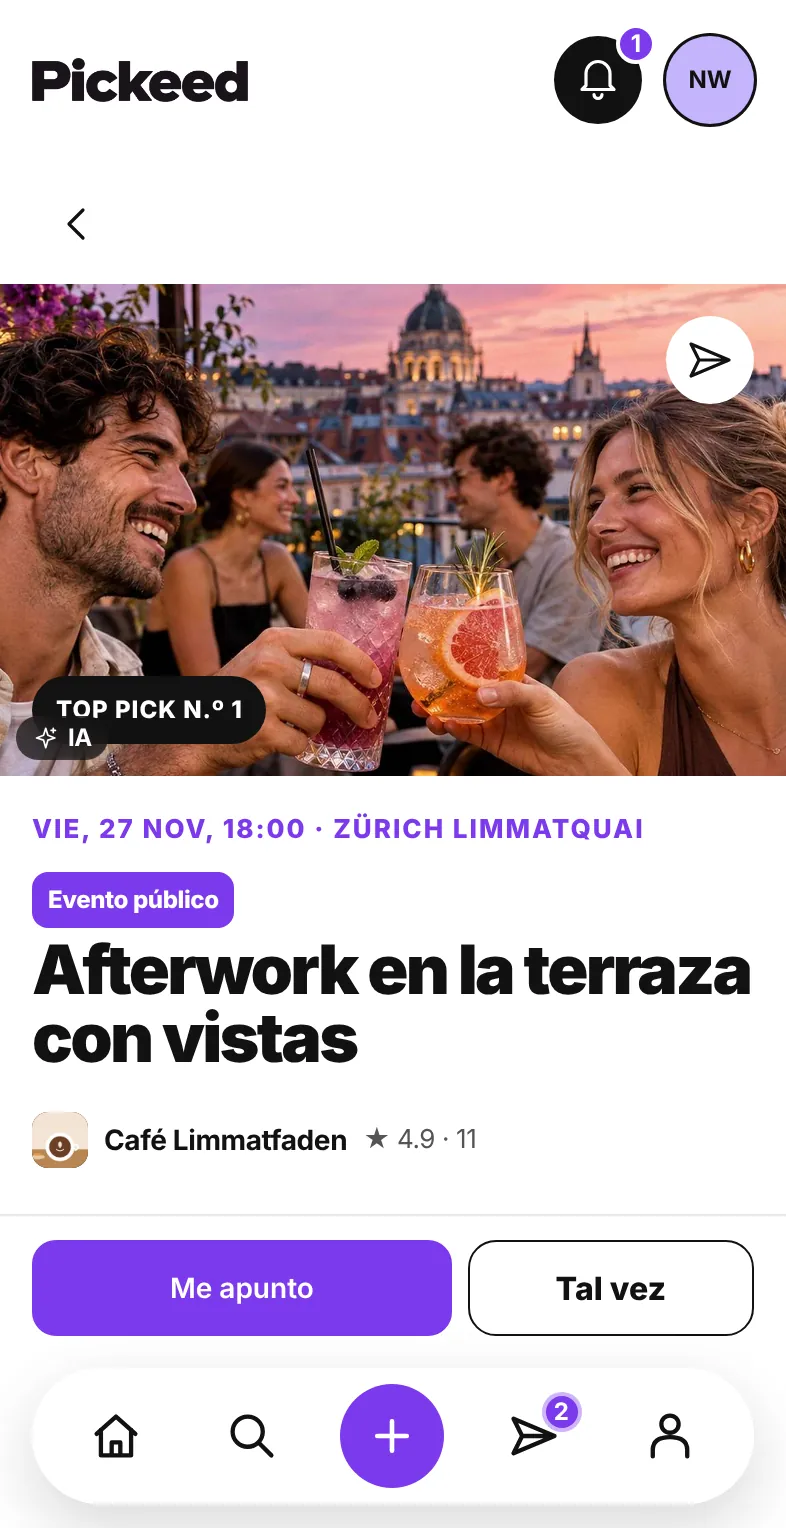 Pickeed
1
NW
TOP PICK N.º 1
IA
VIE, 27 NOV, 18:00 · ZÜRICH LIMMATQUAI
Evento público
Afterwork en la terraza
con vistas
Café Limmatfaden ★ 4.9 · 11
Me apunto
Tal vez
2